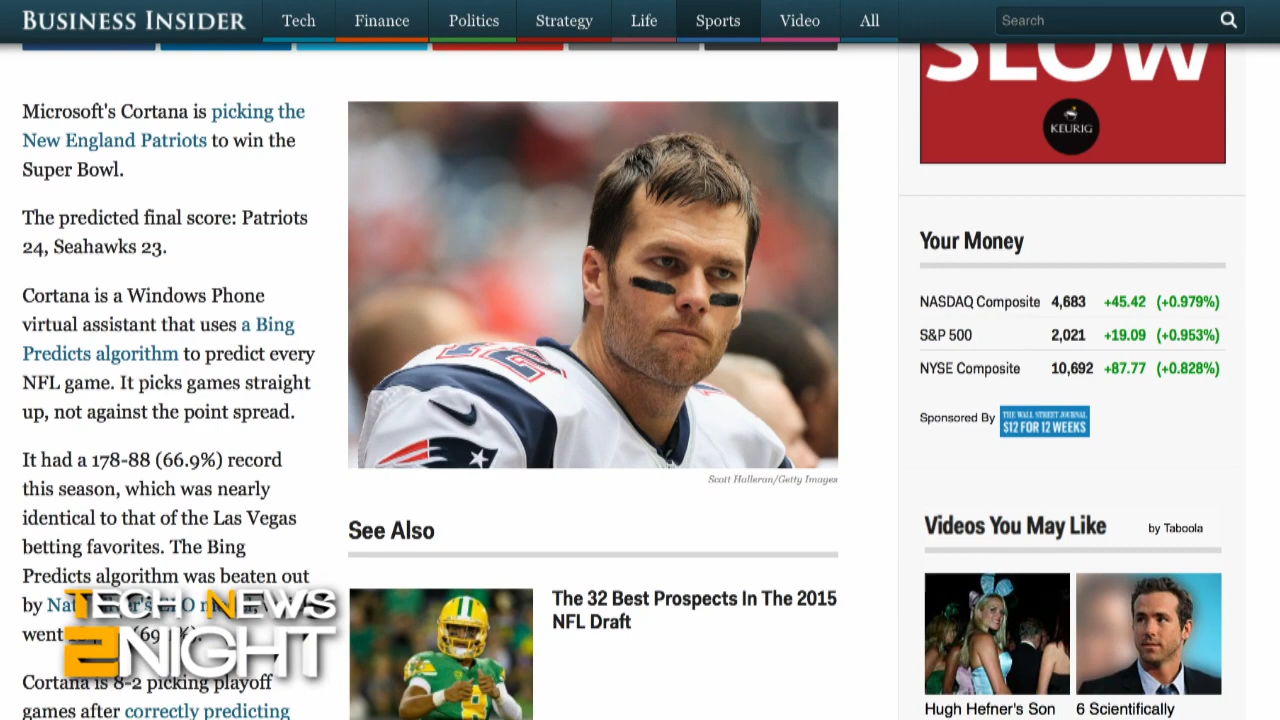 BUSINESS INSIDER
Tech
Finance
Politics
Strategy
Life
Sports
Video
All
Search
Microsoft's Cortana is picking the
New England Patriots to win the
Super Bowl.
The predicted final score: Patriots
24, Seahawks 23.
Cortana is a Windows Phone
virtual assistant that uses a Bing
Predicts algorithm to predict every
NFL game. It picks games straight
up, not against the point spread.
It had a 178-88 (66.9%) record
this season, which was nearly
identical to that of the Las Vegas
betting favorites. The Bing
Predicts algorithm was beaten out
by
went
Cortana is 8-2 picking playoff
games after correctly predicting
TECH NEWS
2NIGHT
12
Scott Halleran/Getty Images
See Also
The 32 Best Prospects In The 2015
NFL Draft
SLOW
KEURIG
Your Money
NASDAQ Composite 4,683 +45.42 (+0.979%)
S&P 500 2,021 +19.09 (+0.953%)
NYSE Composite 10,692 +87.77 (+0.828%)
Sponsored By
THE WALL STREET JOURNAL
$12 FOR 12 WEEKS
Videos You May Like by Taboola
Hugh Hefner's Son
6 Scientifically